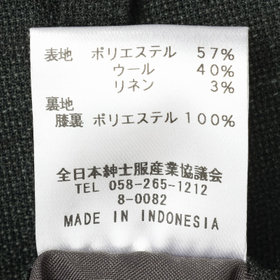 表地 ポリエステル 57%
ウール 40%
リネン 3%
裏地
膝裏 ポリエステル 100%
全日本紳士服産業協議会
TEL 058-265-1212
8-0082
MADE IN INDONESIA